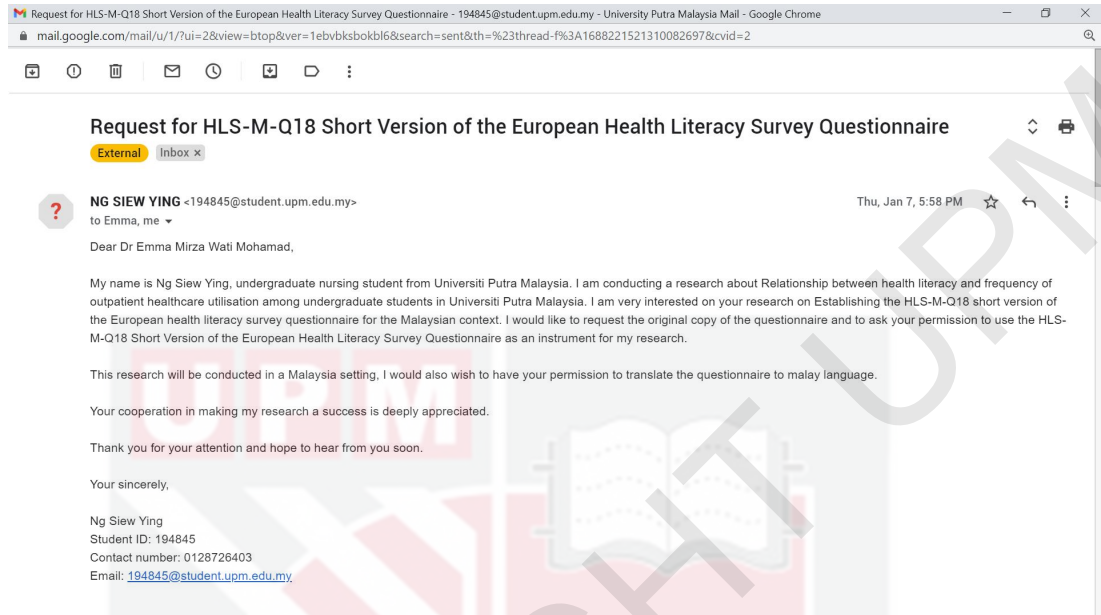 Request for HLS-M-Q18 Short Version of the European Health Literacy Survey Questionnaire - 194845@student.upm.edu.my - University Putra Malaysia Mail - Google Chrome
mail.google.com/mail/u/1/?ui=2&view=btop&ver=1ebvbksbokbl6&search=sent&th=%23thread-f%3A1688221521310082697&cvid=2
Request for HLS-M-Q18 Short Version of the European Health Literacy Survey Questionnaire
External Inbox ×
NG SIEW YING <194845@student.upm.edu.my> Thu, Jan 7, 5:58 PM
to Emma, me
Dear Dr Emma Mirza Wati Mohamad,
My name is Ng Siew Ying, undergraduate nursing student from Universiti Putra Malaysia. I am conducting a research about Relationship between health literacy and frequency of
outpatient healthcare utilisation among undergraduate students in Universiti Putra Malaysia. I am very interested on your research on Establishing the HLS-M-Q18 short version of
the European health literacy survey questionnaire for the Malaysian context. I would like to request the original copy of the questionnaire and to ask your permission to use the HLS-
M-Q18 Short Version of the European Health Literacy Survey Questionnaire as an instrument for my research.
This research will be conducted in a Malaysia setting, I would also wish to have your permission to translate the questionnaire to malay language.
Your cooperation in making my research a success is deeply appreciated.
Thank you for your attention and hope to hear from you soon.
Your sincerely,
Ng Siew Ying
Student ID: 194845
Contact number: 0128726403
Email: 194845@student.upm.edu.my
UPM
HT UPM